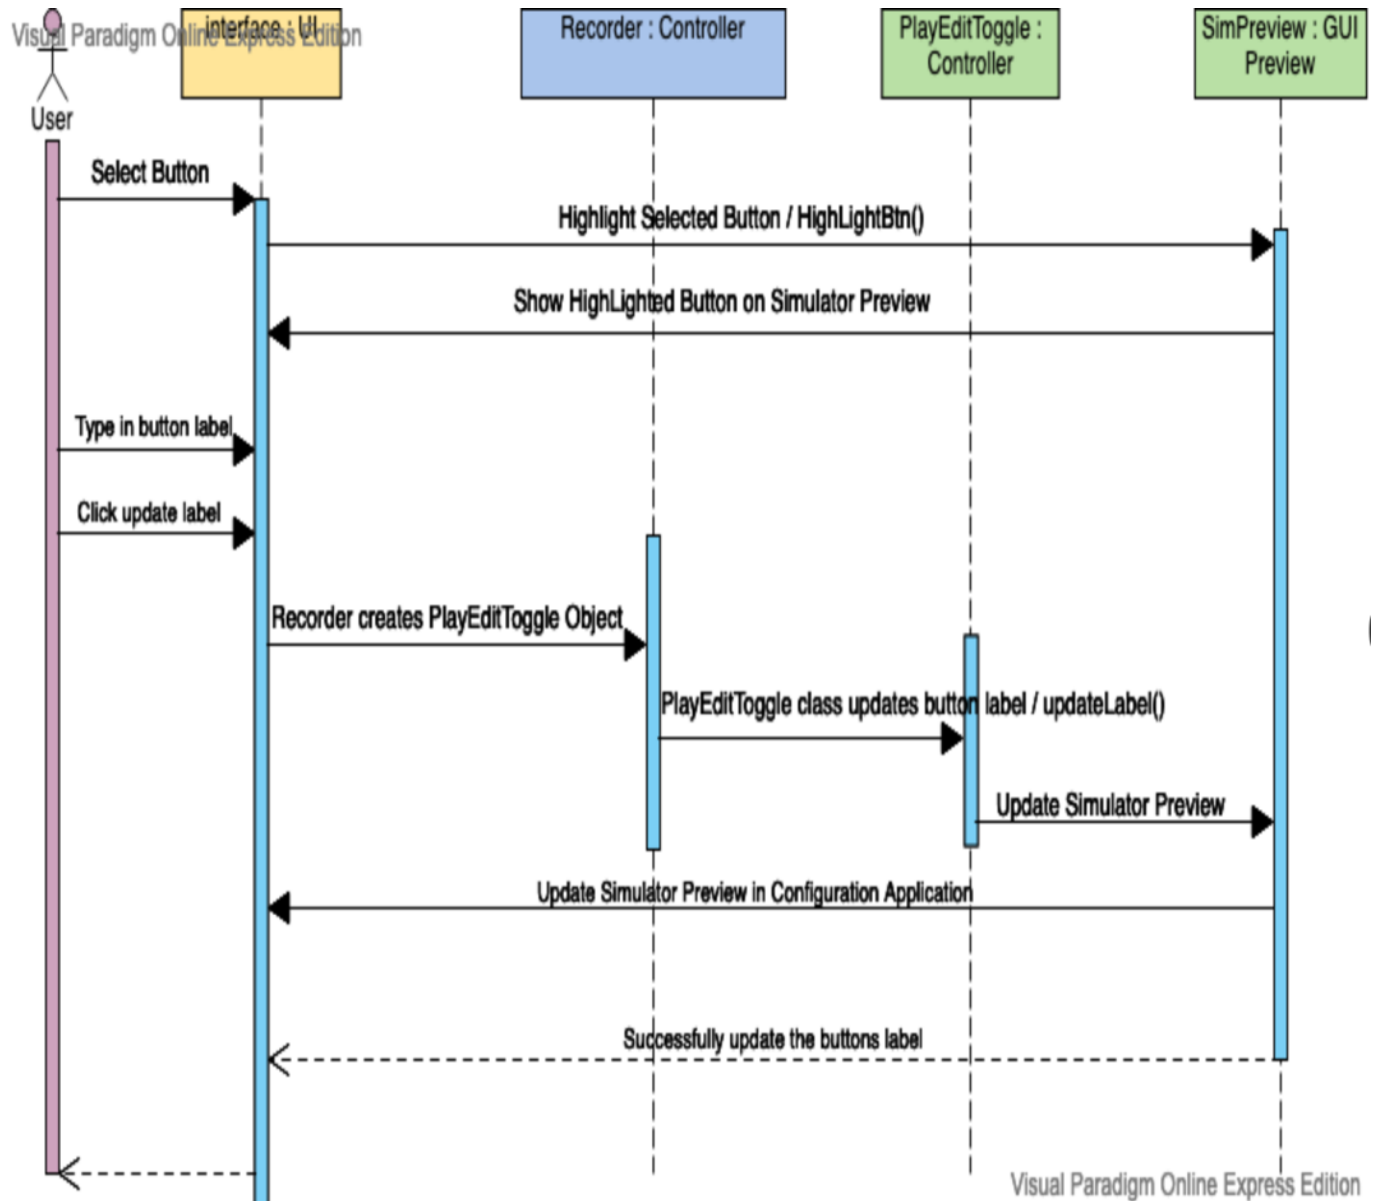 Visual Paradigm Online Express Edition
interface : UI
Recorder : Controller
PlayEditToggle :
Controller
SimPreview : GUI
Preview
User
Select Button
Highlight Selected Button / HighLightBtn()
Show HighLighted Button on Simulator Preview
Type in button label
Click update label
Recorder creates PlayEditToggle Object
PlayEditToggle class updates button label / updateLabel()
Update Simulator Preview
Update Simulator Preview in Configuration Application
Successfully update the buttons label
Visual Paradigm Online Express Edition